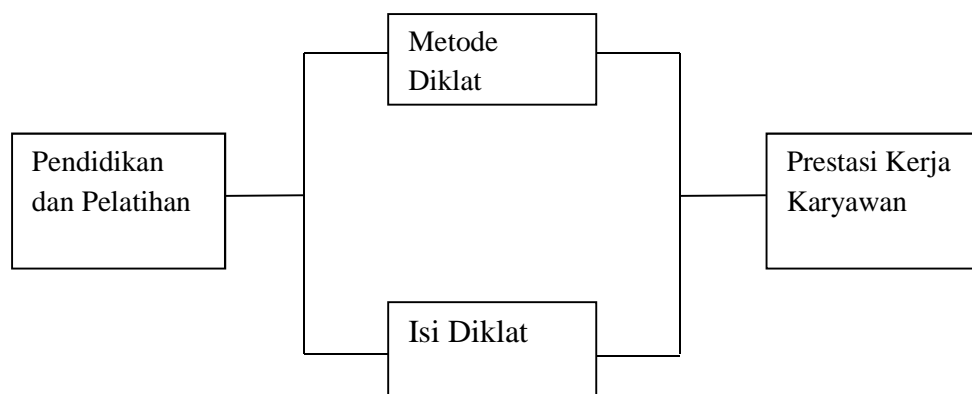 Metode
Diklat
Pendidikan
dan Pelatihan
Prestasi Kerja
Karyawan
Isi Diklat